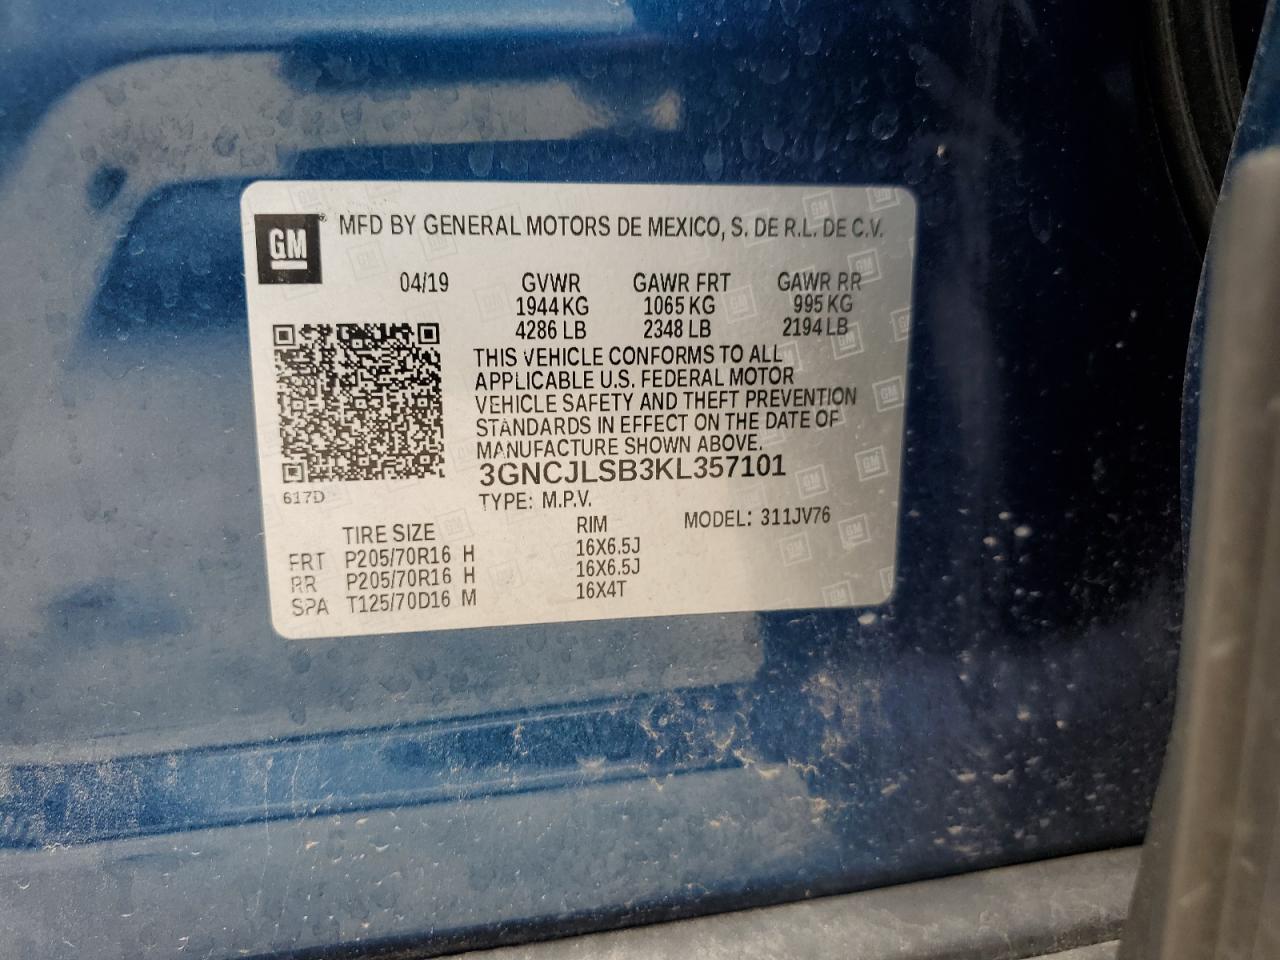 GM ® MFD BY GENERAL MOTORS DE MEXICO, S. DE R.L. DE C.V.
04/19 GVWR GAWR FRT GAWR RR
1944 KG 1065 KG 995 KG
4286 LB 2348 LB 2194 LB
THIS VEHICLE CONFORMS TO ALL
APPLICABLE U.S. FEDERAL MOTOR
VEHICLE SAFETY AND THEFT PREVENTION
STANDARDS IN EFFECT ON THE DATE OF
MANUFACTURE SHOWN ABOVE.
3GNCJLSB3KL357101
617D
TYPE: M.P.V.
TIRE SIZE RIM MODEL: 311JV76
FRT P205/70R16 H 16X6.5J
RR P205/70R16 H 16X6.5J
SPA T125/70D16 M 16X4T